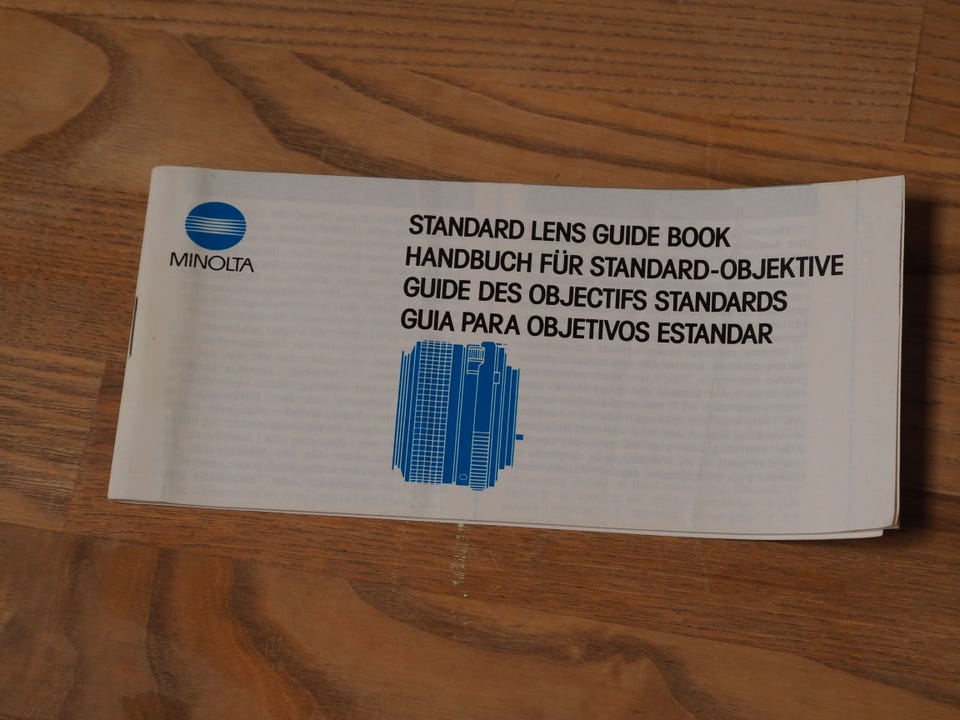 MINOLTA
STANDARD LENS GUIDE BOOK
HANDBUCH FÜR STANDARD-OBJEKTIVE
GUIDE DES OBJECTIFS STANDARDS
GUIA PARA OBJETIVOS ESTANDAR